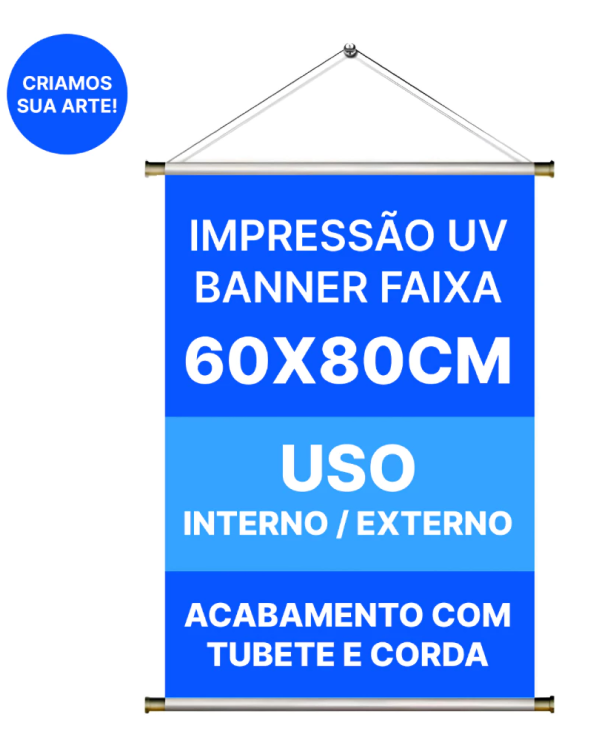 CRIAMOS
SUA ARTE!
IMPRESSÃO UV
BANNER FAIXA
60X80CM
USO
INTERNO / EXTERNO
ACABAMENTO COM
TUBETE E CORDA